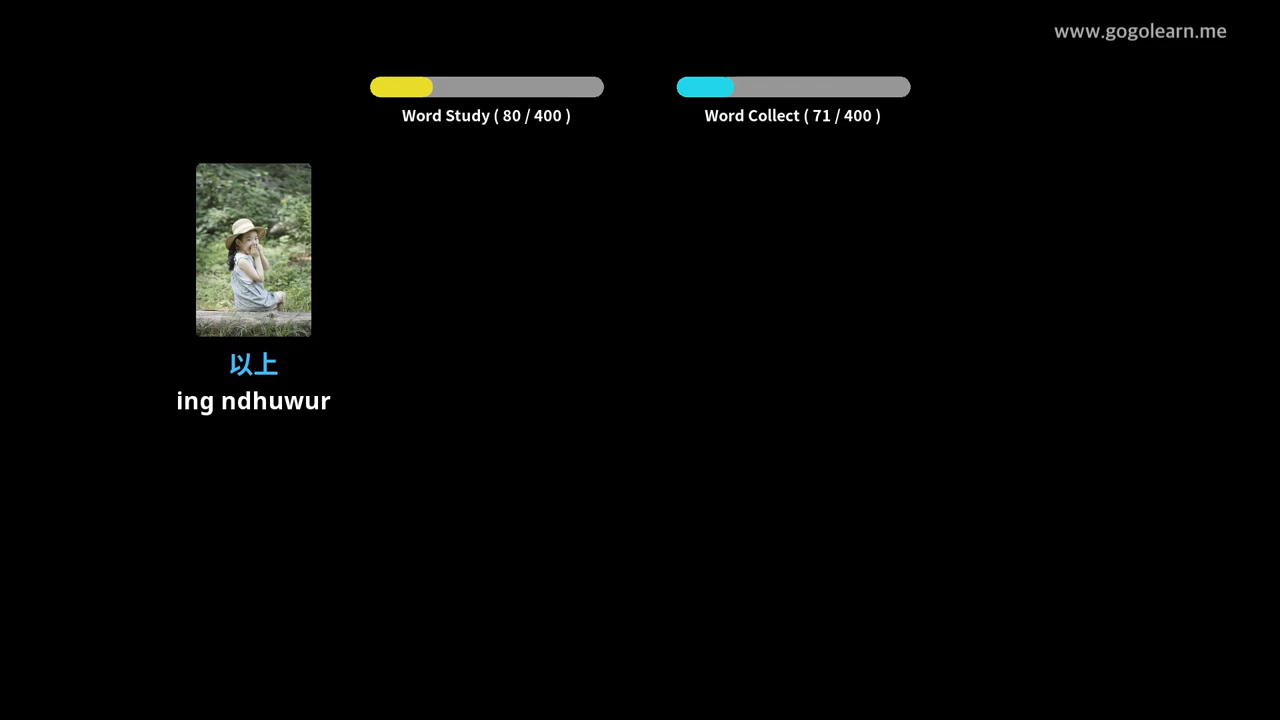 www.gogolearn.me
Word Study ( 80 / 400 )
Word Collect ( 71 / 400 )
以上
ing ndhuwur